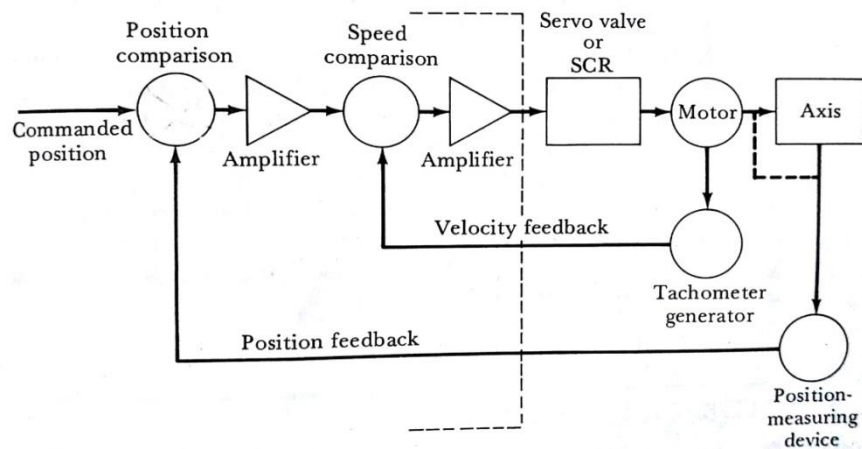 Position
comparison
Speed
comparison
Servo valve
or
SCR
Motor
Axis
Commanded
position
Amplifier
Amplifier
Velocity feedback
Tachometer
generator
Position feedback
Position-
measuring
device